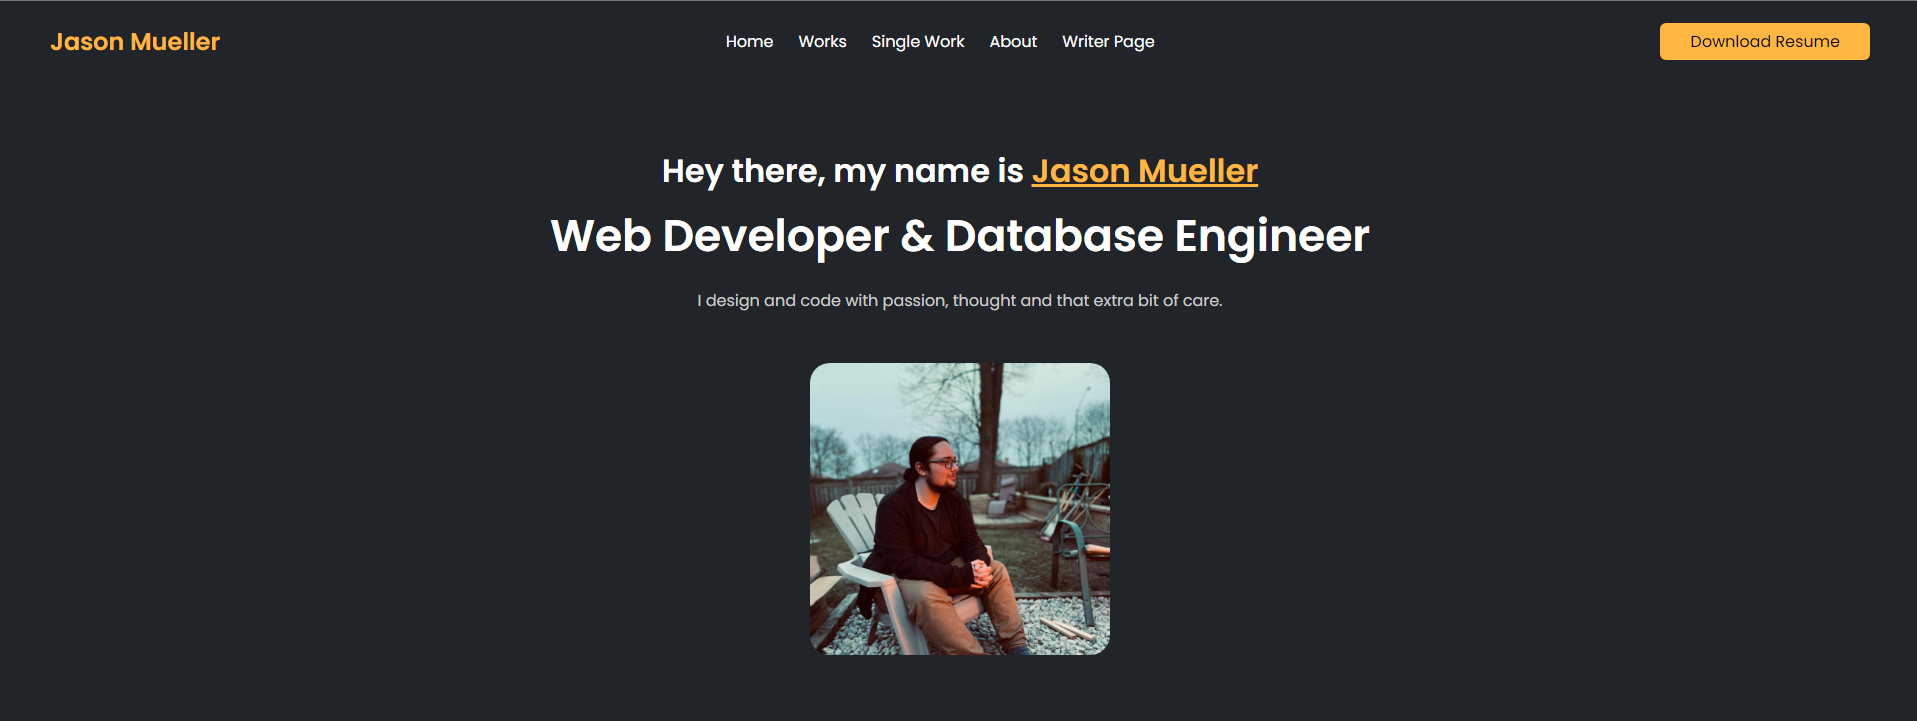 Jason Mueller
Home Works Single Work About Writer Page
Download Resume
Hey there, my name is Jason Mueller
Web Developer & Database Engineer
I design and code with passion, thought and that extra bit of care.